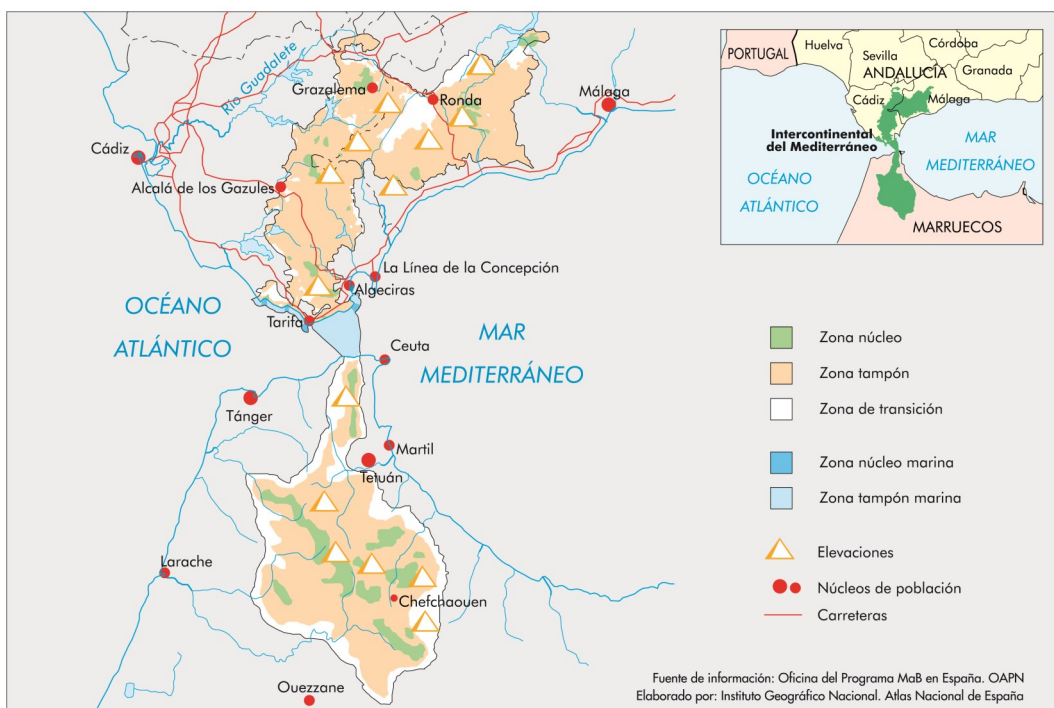 Río Guadalete
Grazalema
Ronda
Málaga
Cádiz
Alcalá de los Gazules
La Línea de la Concepción
Algeciras
OCÉANO
ATLÁNTICO
Tarifa
MAR
MEDITERRÁNEO
Ceuta
Tánger
Martil
Tetuán
Larache
Chefchaouen
Ouezzane
PORTUGAL
Huelva
Sevilla
Córdoba
ANDALUCÍA
Granada
Cádiz
Málaga
Intercontinental
del Mediterráneo
MAR
MEDITERRÁNEO
OCÉANO
ATLÁNTICO
MARRUECOS
Zona núcleo
Zona tampón
Zona de transición
Zona núcleo marina
Zona tampón marina
Elevaciones
Núcleos de población
Carreteras
Fuente de información: Oficina del Programa MaB en España. OAPN
Elaborado por: Instituto Geográfico Nacional. Atlas Nacional de España